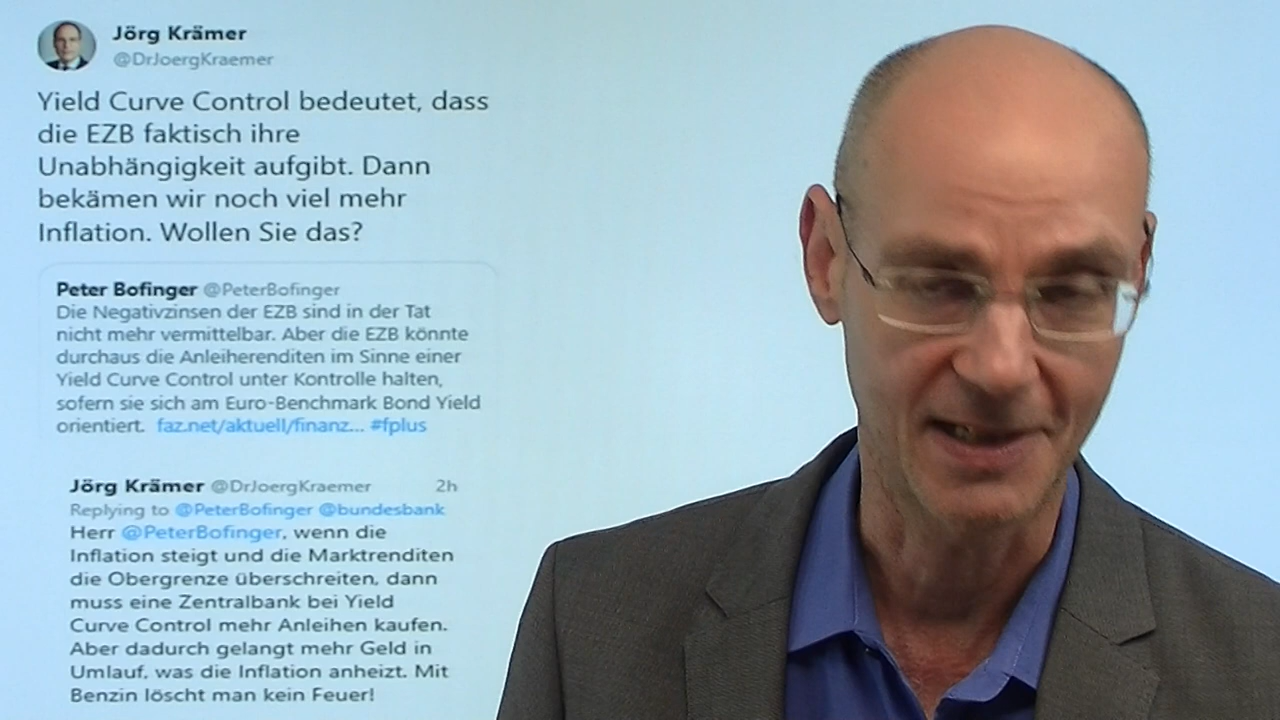 Jörg Krämer
@DrJoergKraemer
Yield Curve Control bedeutet, dass
die EZB faktisch ihre
Unabhängigkeit aufgibt. Dann
bekämen wir noch viel mehr
Inflation. Wollen Sie das?
Peter Bofinger @PeterBofinger
Die Negativzinsen der EZB sind in der Tat
nicht mehr vermittelbar. Aber die EZB könnte
durchaus die Anleiherenditen im Sinne einer
Yield Curve Control unter Kontrolle halten,
sofern sie sich am Euro-Benchmark Bond Yield
orientiert. faz.net/aktuell/finanz... #fplus
Jörg Krämer @DrJoergKraemer 2h
Replying to @PeterBofinger @bundesbank
Herr @PeterBofinger, wenn die
Inflation steigt und die Marktrenditen
die Obergrenze überschreiten, dann
muss eine Zentralbank bei Yield
Curve Control mehr Anleihen kaufen.
Aber dadurch gelangt mehr Geld in
Umlauf, was die Inflation anheizt. Mit
Benzin löscht man kein Feuer!